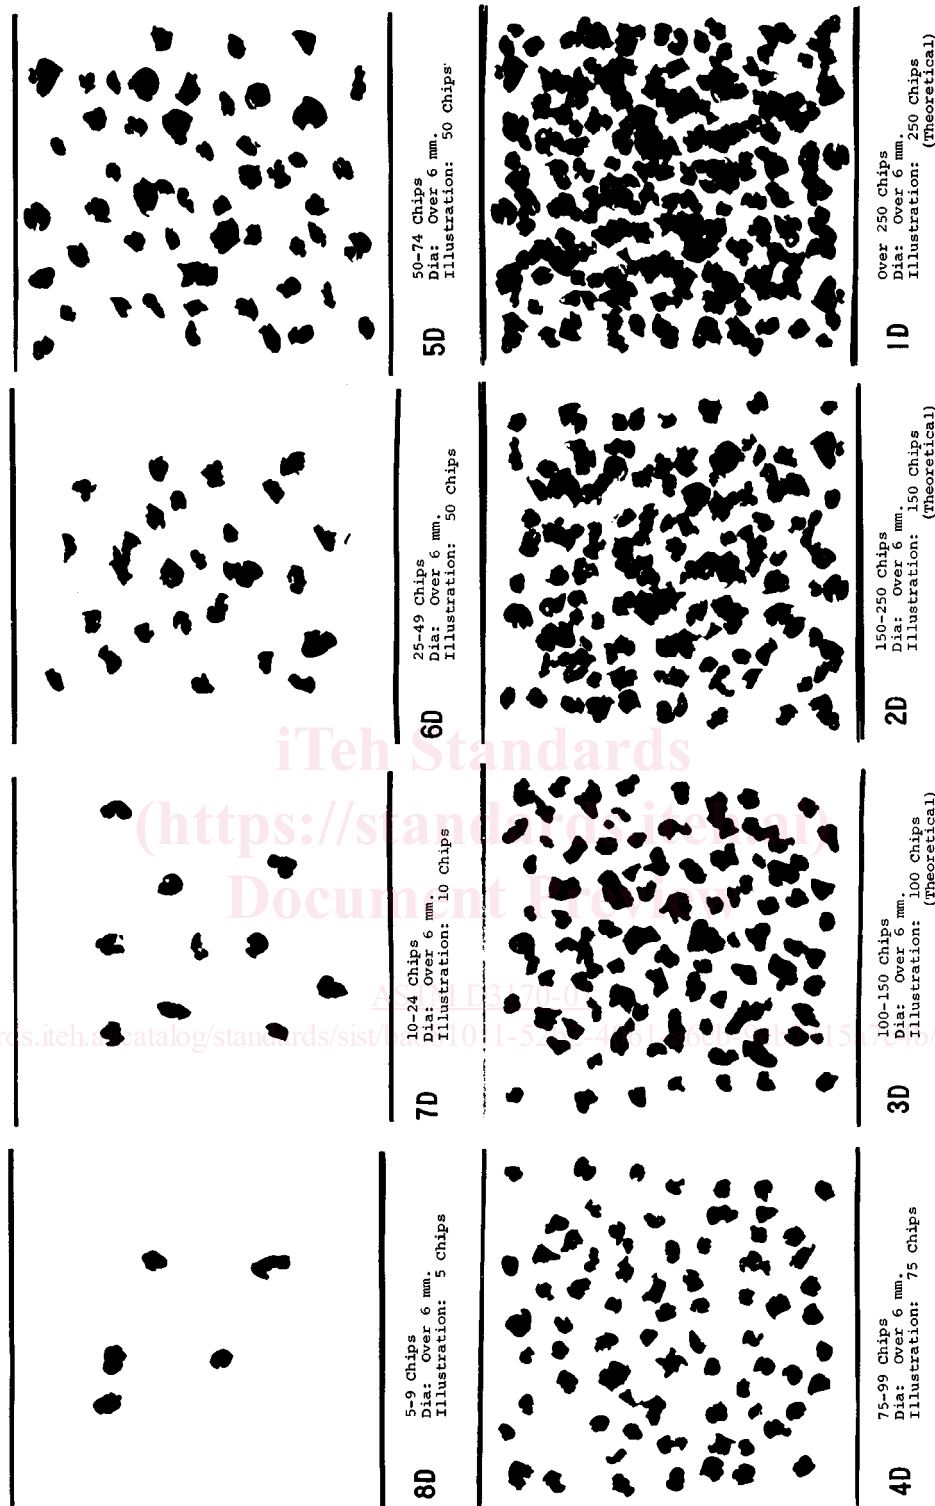 8D
5-9 Chips
Dia: Over 6 mm.
Illustration: 5 Chips
7D
10-24 Chips
Dia: Over 6 mm.
Illustration: 10 Chips
6D
25-49 Chips
Dia: Over 6 mm.
Illustration: 50 Chips
5D
50-74 Chips
Dia: Over 6 mm.
Illustration: 50 Chips
4D
75-99 Chips
Dia: Over 6 mm.
Illustration: 75 Chips
3D
100-150 Chips
Dia: Over 6 mm.
Illustration: 100 Chips
(Theoretical)
2D
150-250 Chips
Dia: Over 6 mm.
Illustration: 150 Chips
(Theoretical)
1D
Over 250 Chips
Dia: Over 6 mm.
Illustration: 250 Chips
(Theoretical)
iTeh Standards
(https://standards.iteh.ai)
Document Preview
ASTM D3170-01